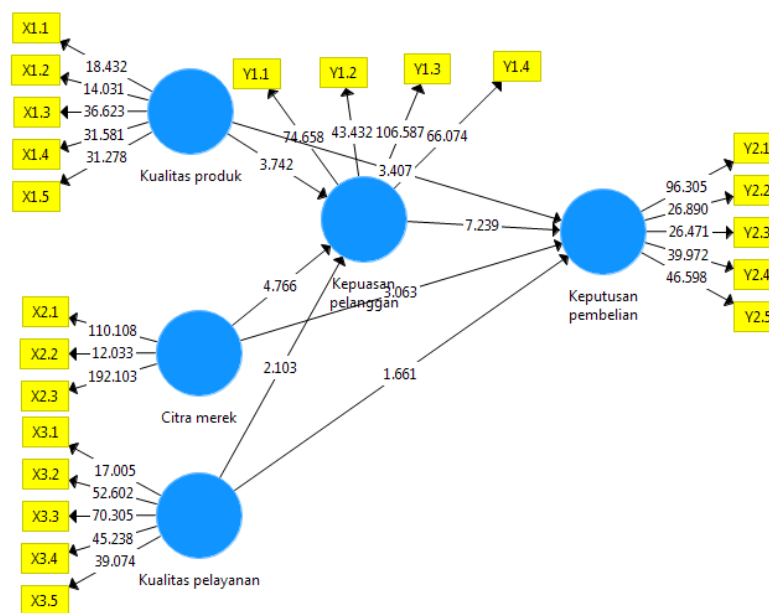 X1.1
X1.2
X1.3
X1.4
X1.5
18.432
14.031
36.623
31.581
31.278
Kualitas produk
Y1.1
Y1.2
Y1.3
Y1.4
74.658
43.432
106.587
66.074
3.742
3.407
Kepuasan
pelanggan
7.239
4.766
3.063
2.103
1.661
X2.1
X2.2
X2.3
110.108
12.033
192.103
Citra merek
X3.1
X3.2
X3.3
X3.4
X3.5
17.005
52.602
70.305
45.238
39.074
Kualitas pelayanan
Keputusan
pembelian
96.305
26.890
26.471
39.972
46.598
Y2.1
Y2.2
Y2.3
Y2.4
Y2.5